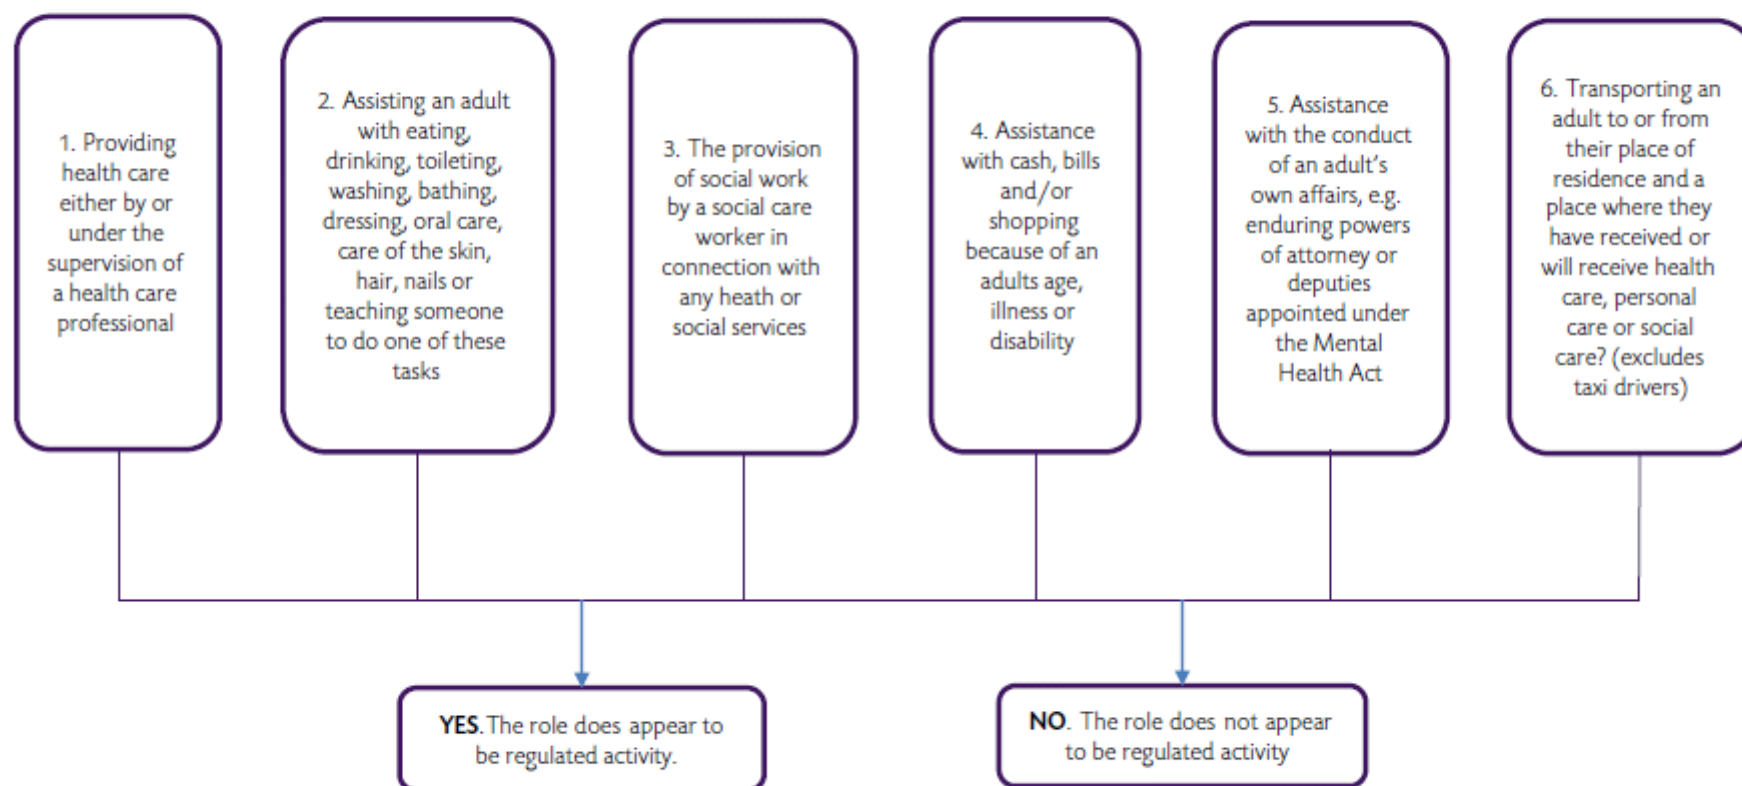 1. Providing
health care
either by or
under the
supervision of
a health care
professional
2. Assisting an adult
with eating,
drinking, toileting,
washing, bathing,
dressing, oral care,
care of the skin,
hair, nails or
teaching someone
to do one of these
tasks
3. The provision
of social work
by a social care
worker in
connection with
any heath or
social services
4. Assistance
with cash, bills
and/or
shopping
because of an
adults age,
illness or
disability
5. Assistance
with the conduct
of an adult's
own affairs, e.g.
enduring powers
of attorney or
deputies
appointed under
the Mental
Health Act
6. Transporting an
adult to or from
their place of
residence and a
place where they
have received or
will receive health
care, personal
care or social
care? (excludes
taxi drivers)
YES. The role does appear to
be regulated activity.
NO. The role does not appear
to be regulated activity